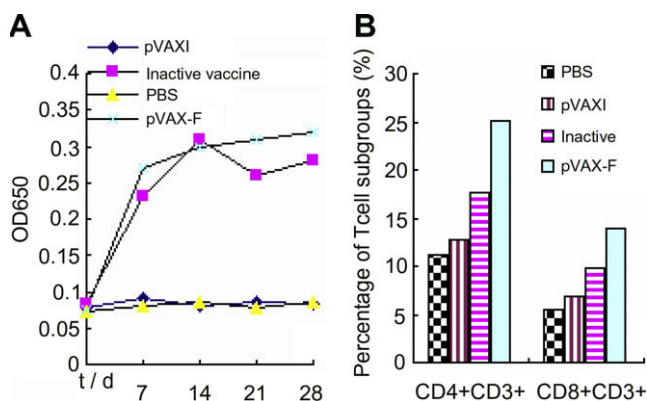 A
pVAXI
Inactive vaccine
PBS
pVAX-F
OD650
0.4
0.35
0.3
0.25
0.2
0.15
0.1
0.05
0
t / d
7
14
21
28
B
Percentage of Tcell subgroups (%)
30
25
20
15
10
5
0
PBS
pVAXI
Inactive
pVAX-F
CD4+CD3+
CD8+CD3+